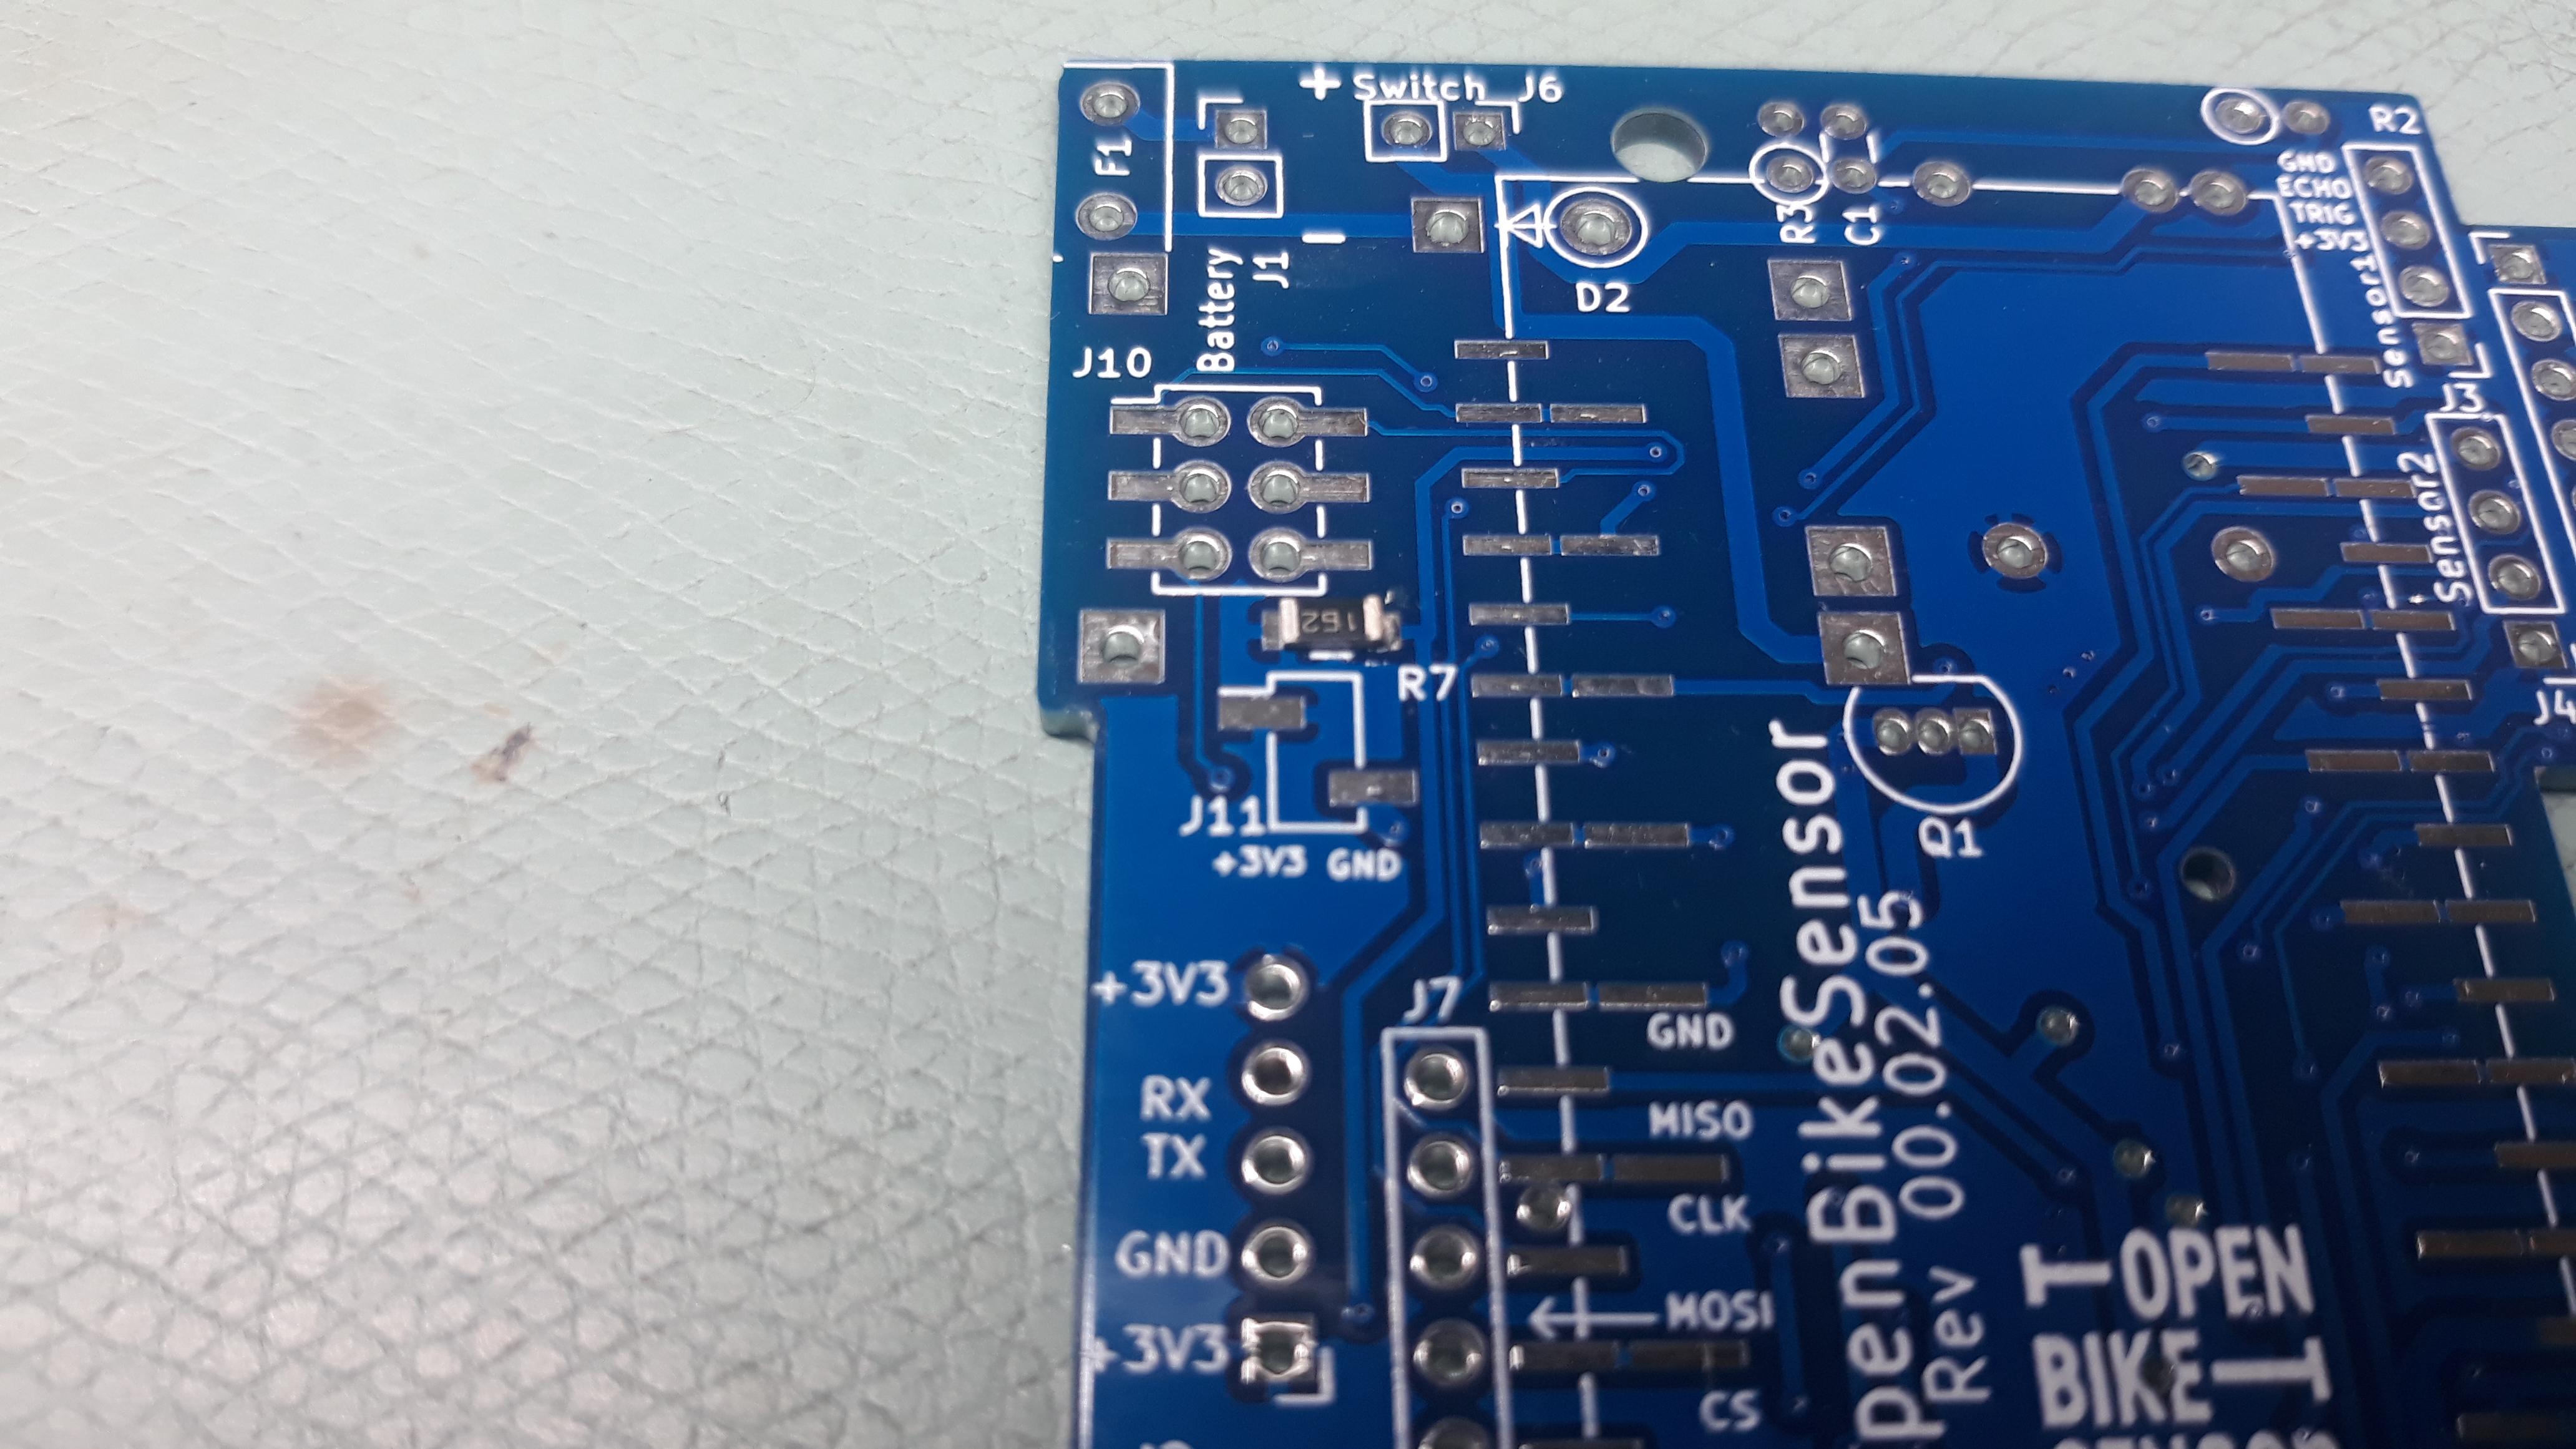 + Switch J6
R2
F1
GND
ECHO
TRIG
+3V3
Sensor1
R3
C1
-
Battery
J1
D2
J10
J3
Sensor2
R7
J4
J11
+3V3 GND
Q1
+3V3
RX
TX
GND
+3V3
J7
GND
MISO
CLK
MOSI
CS
OpenBikeSensor
Rev 00.02.05
OPEN
BIKE